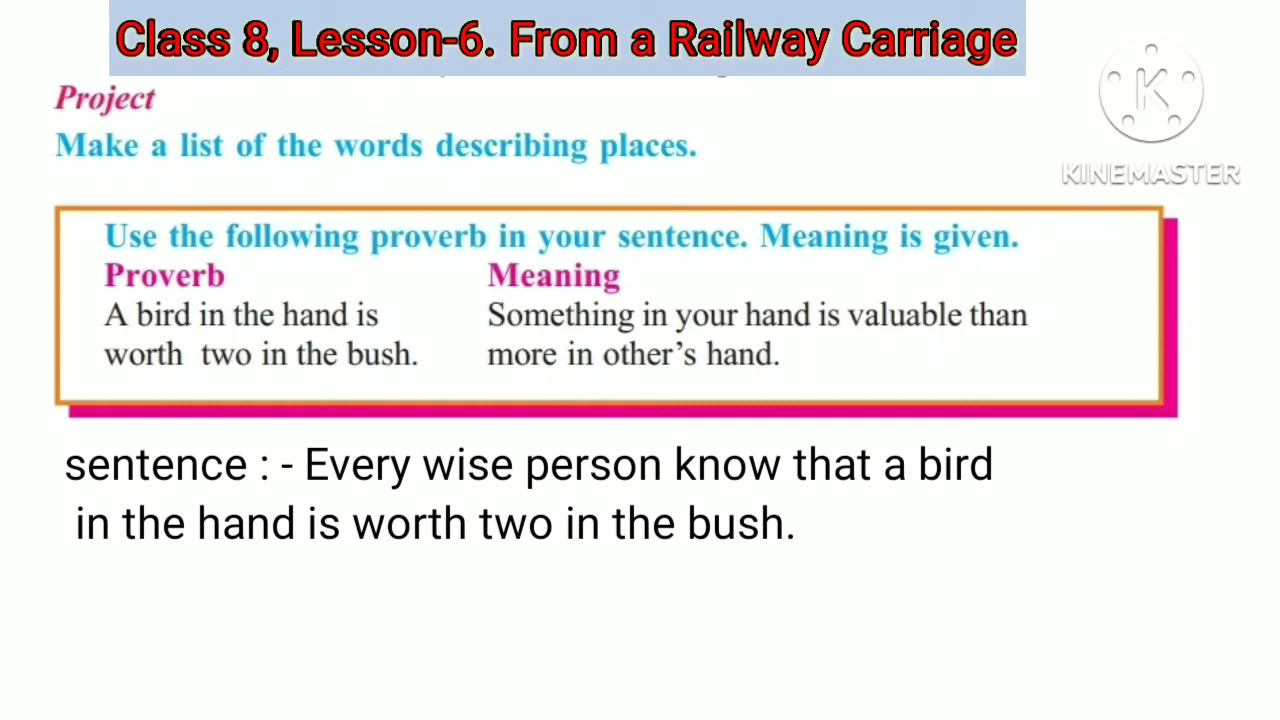 Class 8, Lesson-6. From a Railway Carriage
Project
K
Make a list of the words describing places.
KINEMASTER
Use the following proverb in your sentence. Meaning is given.
Proverb Meaning
A bird in the hand is Something in your hand is valuable than
worth two in the bush. more in other's hand.
sentence : - Every wise person know that a bird
in the hand is worth two in the bush.